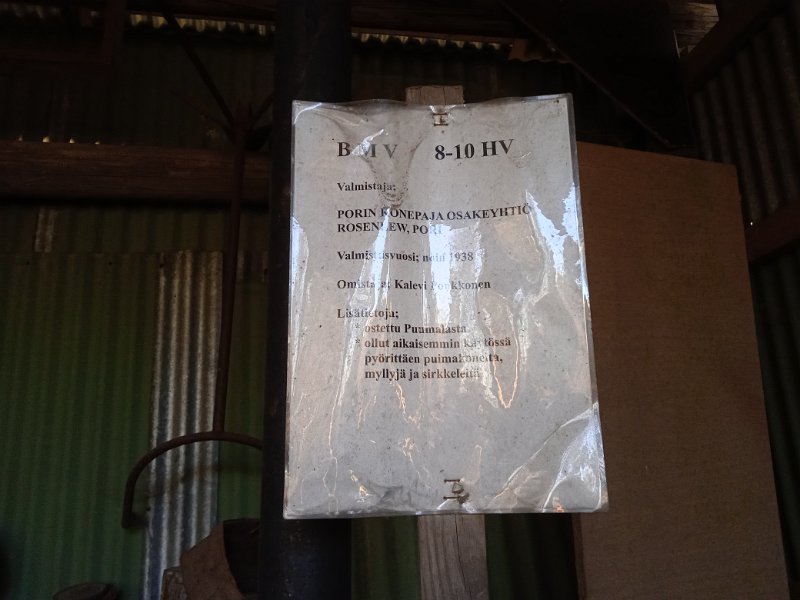 B M V 8-10 HV
Valmistaja;
PORIN KONEPAJA OSAKEYHTIÖ
ROSENLEW, PORI
Valmistusvuosi; noin 1938
Omistaja; Kalevi
Lisätietoja;
* ostettu Puumalasta
* ollut aikaisemmin käytössä
pyörittäen puimakoneita,
myllyjä ja sirkkeleitä